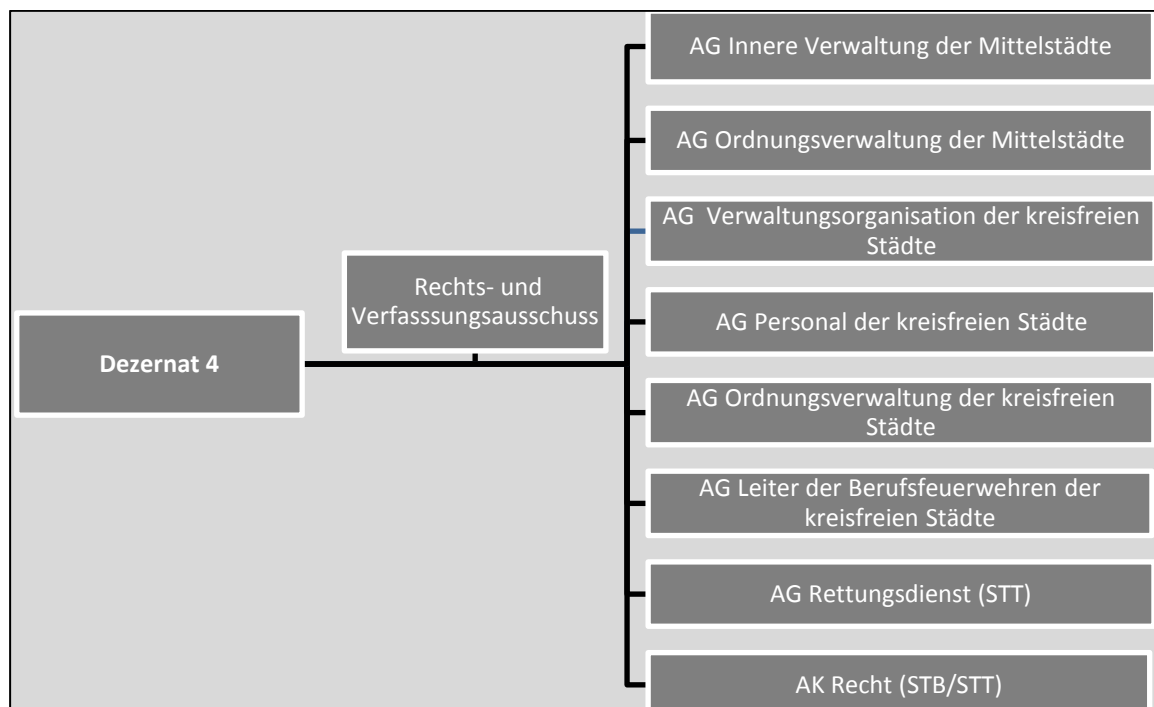 Dezernat 4
Rechts- und
Verfasssungsausschuss
AG Innere Verwaltung der Mittelstädte
AG Ordnungsverwaltung der Mittelstädte
AG  Verwaltungsorganisation der kreisfreien
Städte
AG Personal der kreisfreien Städte
AG Ordnungsverwaltung der kreisfreien
Städte
AG Leiter der Berufsfeuerwehren der
kreisfreien Städte
AG Rettungsdienst (STT)
AK Recht (STB/STT)